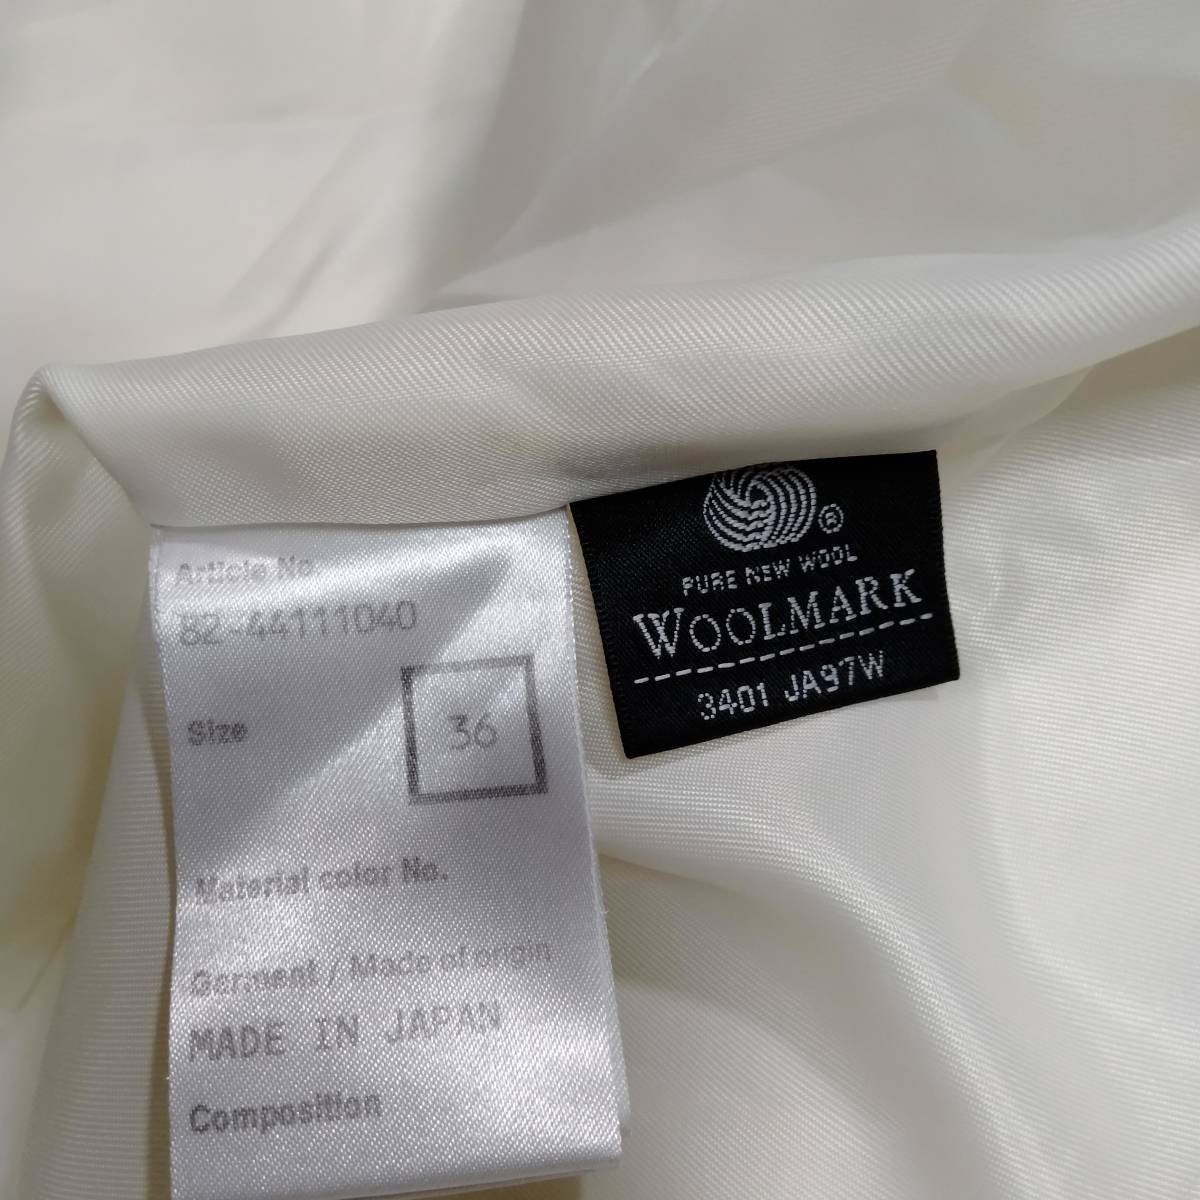 Article No
82-44111040
Size
36
Material color No.
Garment / Made of origin
MADE IN JAPAN
Composition
®
PURE NEW WOOL
WOOLMARK
3401 JA97W